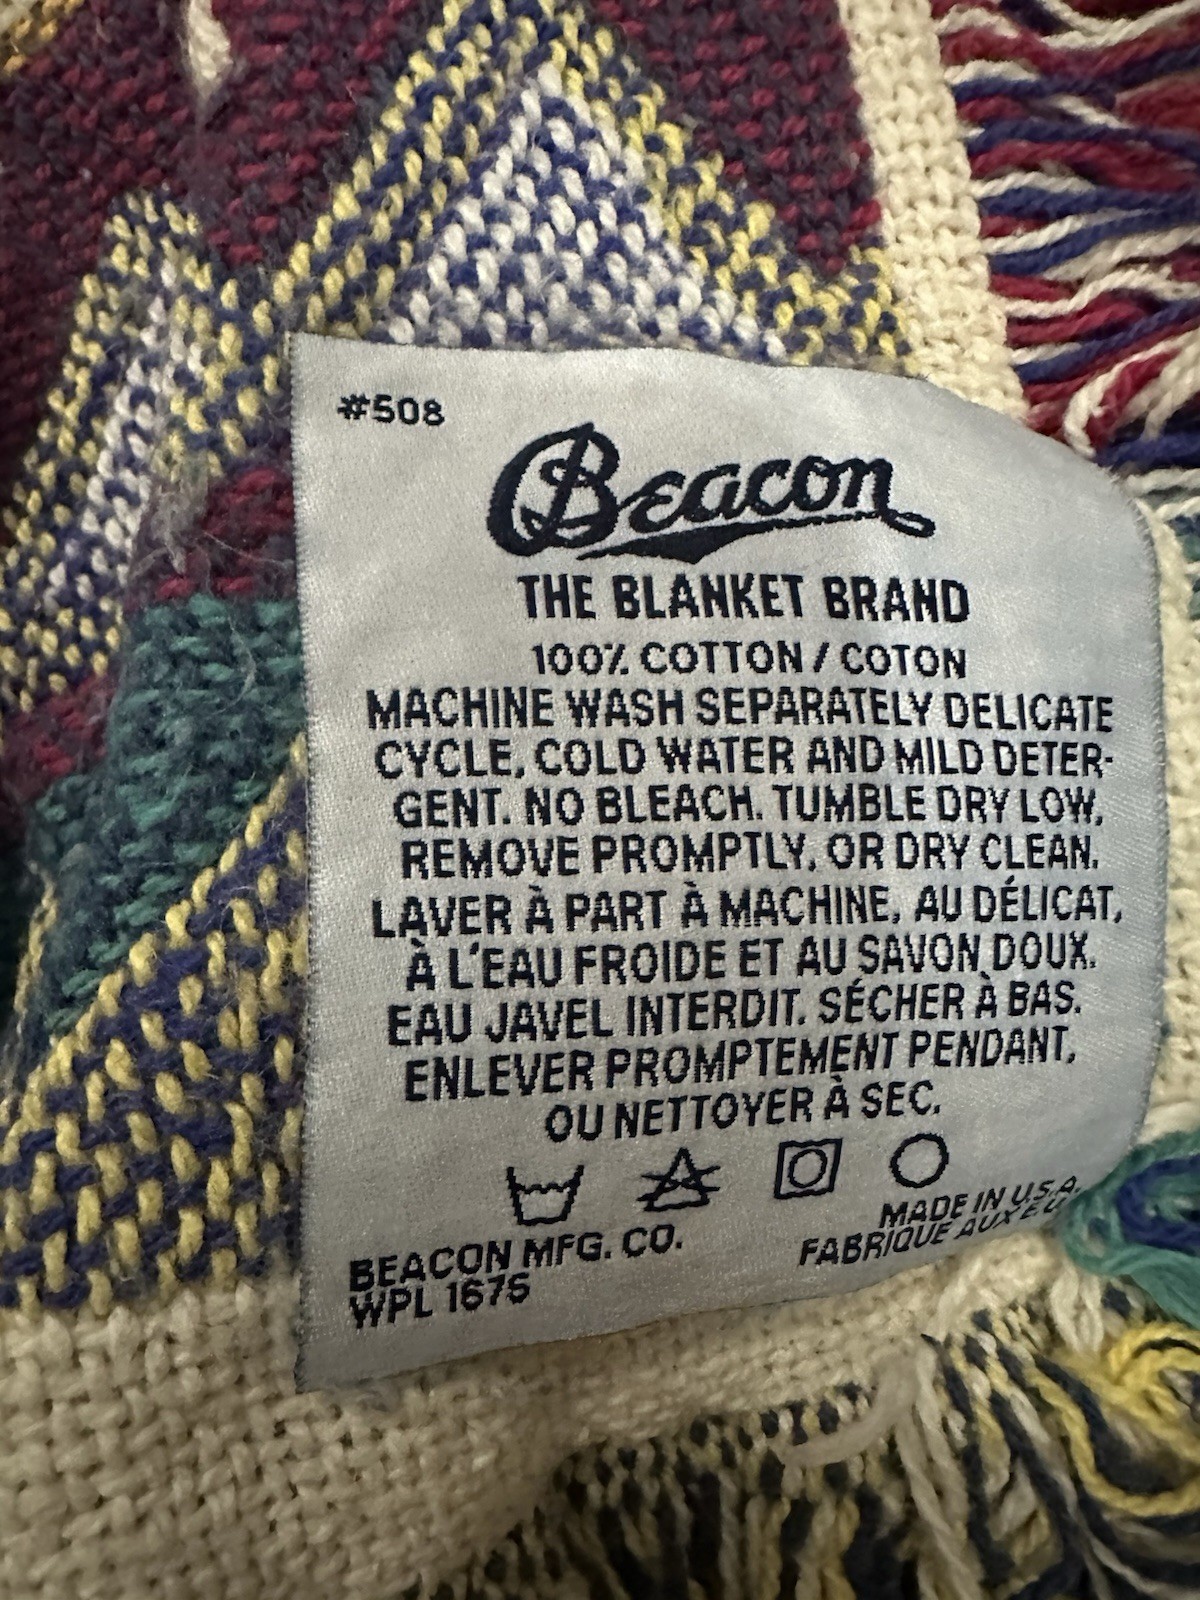 #508
Beacon
THE BLANKET BRAND
100% COTTON / COTON
MACHINE WASH SEPARATELY DELICATE
CYCLE, COLD WATER AND MILD DETER-
GENT. NO BLEACH. TUMBLE DRY LOW,
REMOVE PROMPTLY, OR DRY CLEAN.
LAVER À PART À MACHINE, AU DÉLICAT,
À L'EAU FROIDE ET AU SAVON DOUX.
EAU JAVEL INTERDIT. SÉCHER À BAS.
ENLEVER PROMPTEMENT PENDANT,
OU NETTOYER À SEC.
BEACON MFG. CO.
WPL 1675
MADE IN U.S.A.
FABRIQUE AUX E.U.